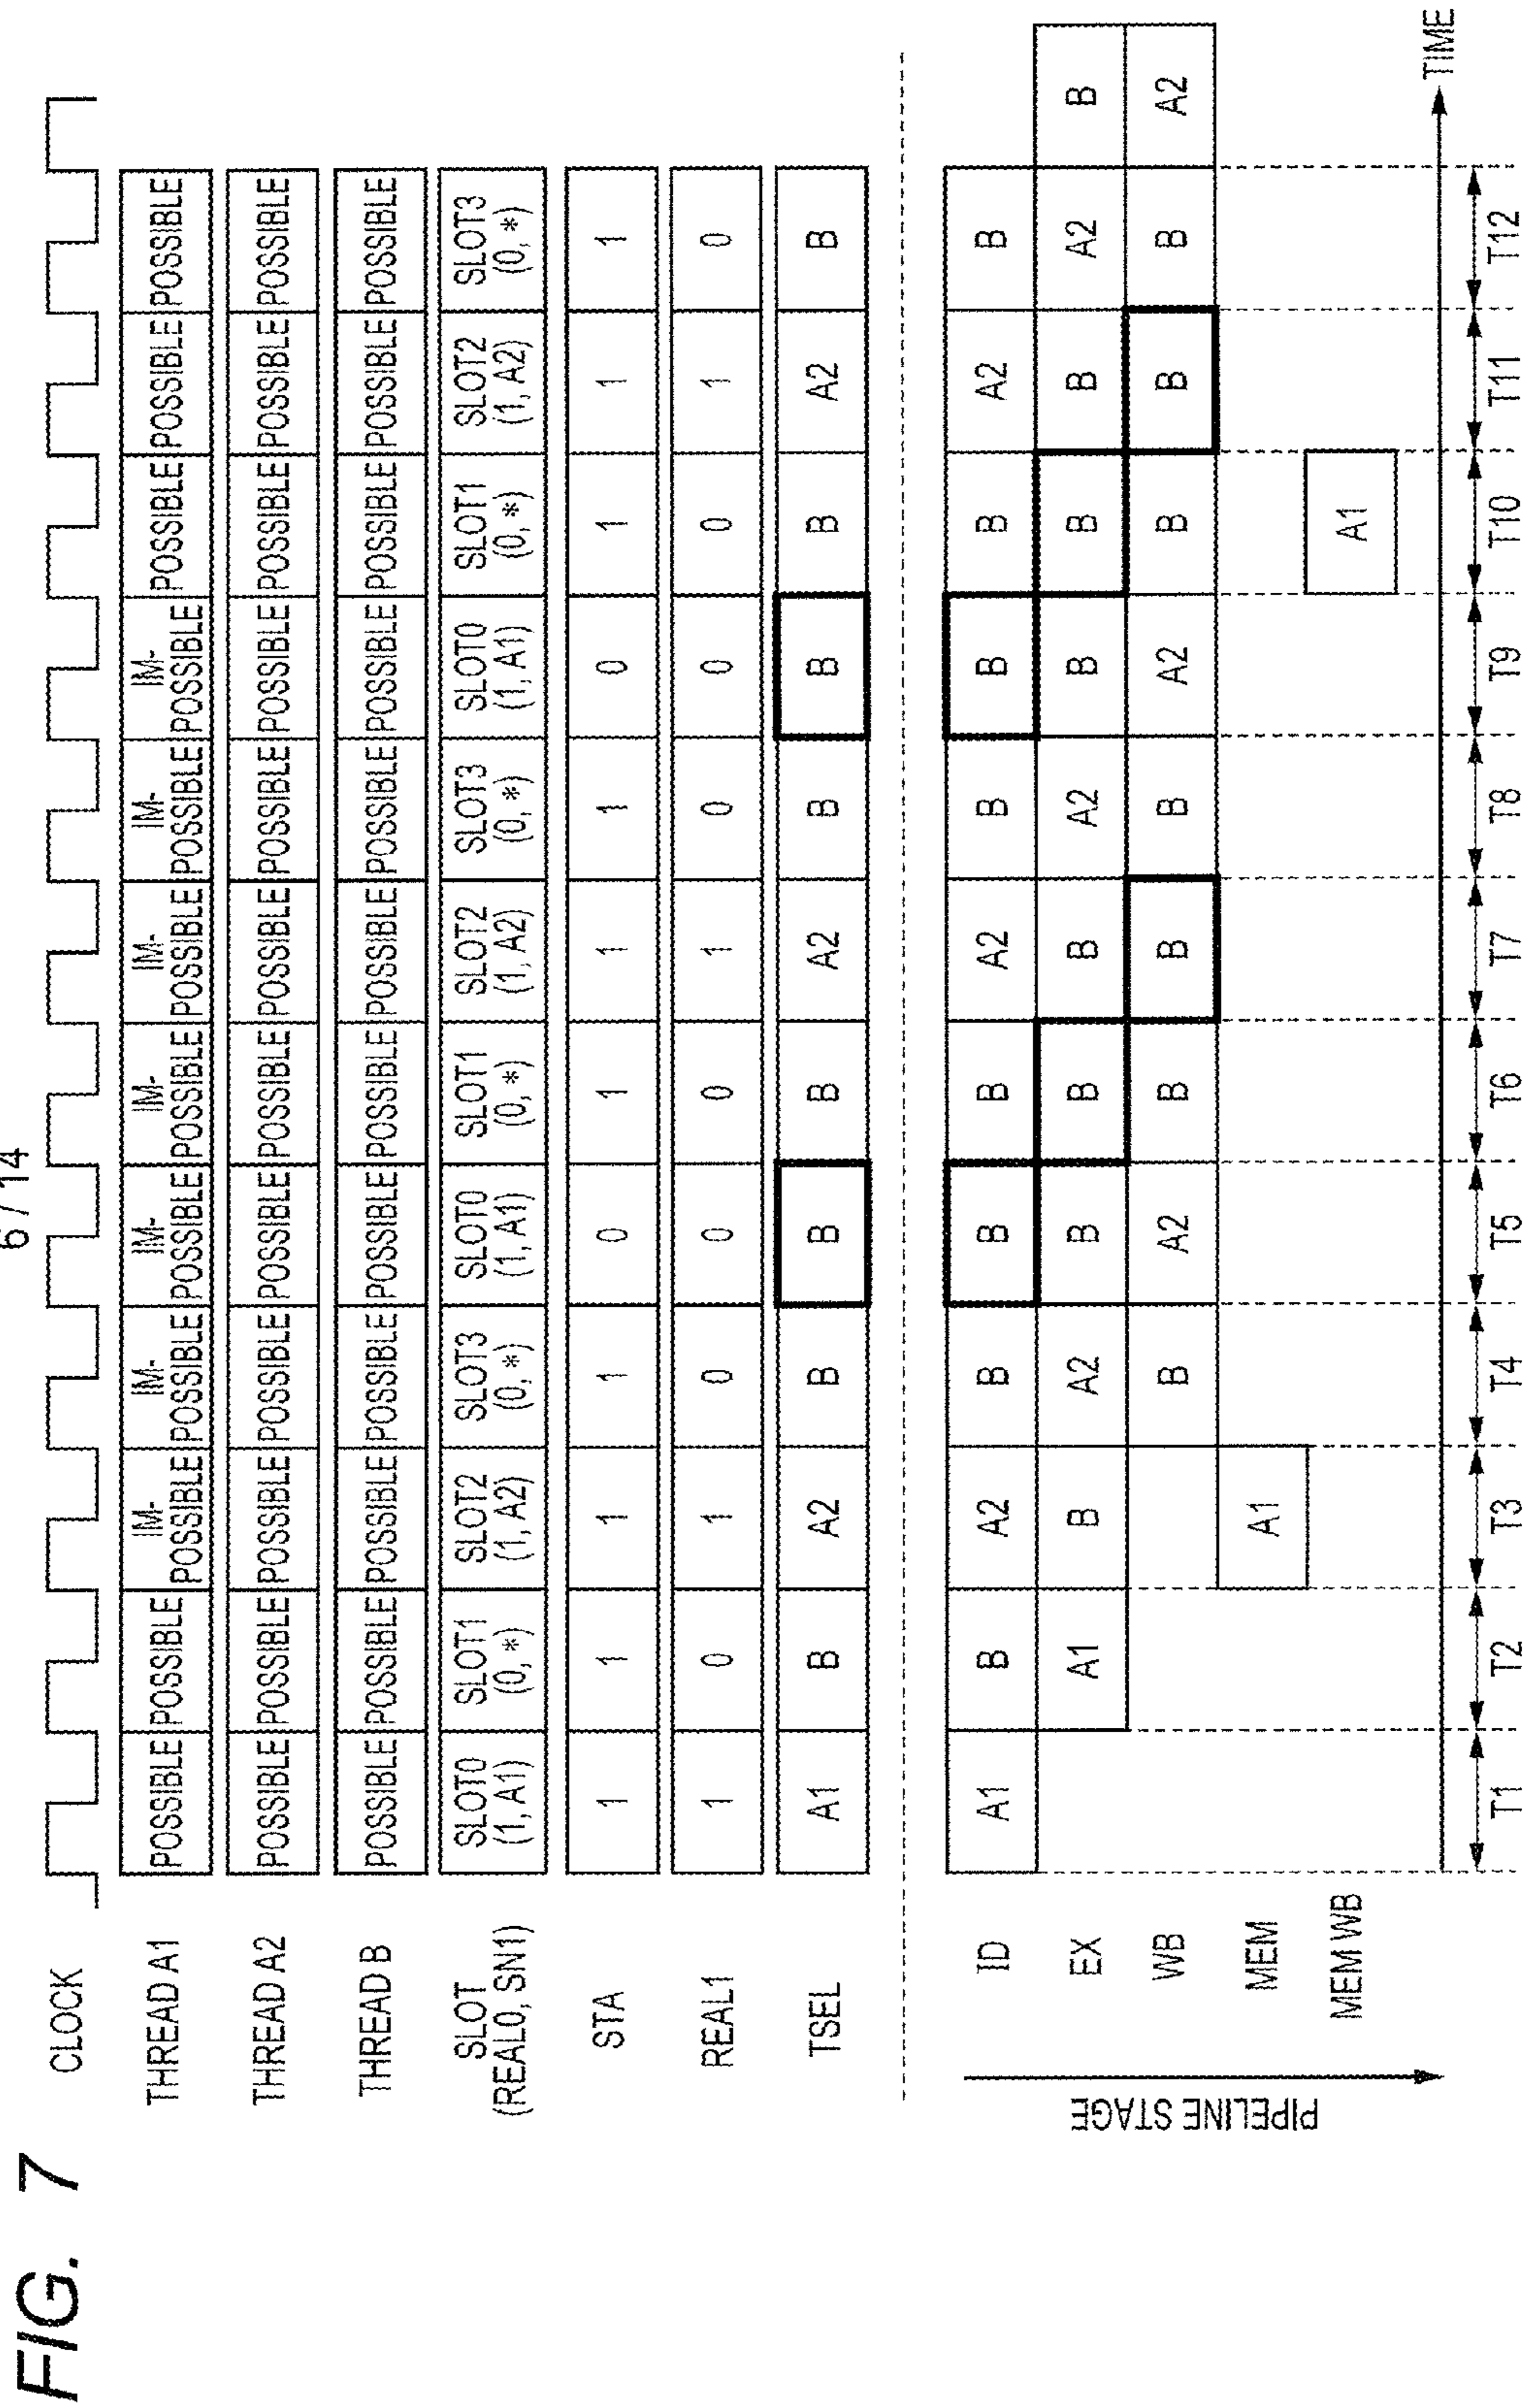 6 / 14
FIG. 7
CLOCK
IM- IM- IM- IM- IM- IM- IM-
THREAD A1 POSSIBLE POSSIBLE POSSIBLE POSSIBLE POSSIBLE POSSIBLE POSSIBLE POSSIBLE POSSIBLE POSSIBLE POSSIBLE POSSIBLE
THREAD A2 POSSIBLE POSSIBLE POSSIBLE POSSIBLE POSSIBLE POSSIBLE POSSIBLE POSSIBLE POSSIBLE POSSIBLE POSSIBLE POSSIBLE
THREAD B POSSIBLE POSSIBLE POSSIBLE POSSIBLE POSSIBLE POSSIBLE POSSIBLE POSSIBLE POSSIBLE POSSIBLE POSSIBLE POSSIBLE
SLOT SLOT0 SLOT1 SLOT2 SLOT3 SLOT0 SLOT1 SLOT2 SLOT3 SLOT0 SLOT1 SLOT2 SLOT3
(REAL0, SN1) (1, A1) (0, *) (1, A2) (0, *) (1, A1) (0, *) (1, A2) (0, *) (1, A1) (0, *) (1, A2) (0, *)
STA 1 1 1 1 0 1 1 1 0 1 1 1
REAL1 1 0 1 0 0 0 1 0 0 0 1 0
TSEL A1 B A2 B B B A2 B B B A2 B
PIPELINE STAGE
ID A1 B A2 B B B A2 B B B A2 B
EX A1 B A2 B B B A2 B B B A2 B
WB B A2 B B B A2 B B B A2
MEM A1
MEM WB A1
TIME
T1 T2 T3 T4 T5 T6 T7 T8 T9 T10 T11 T12